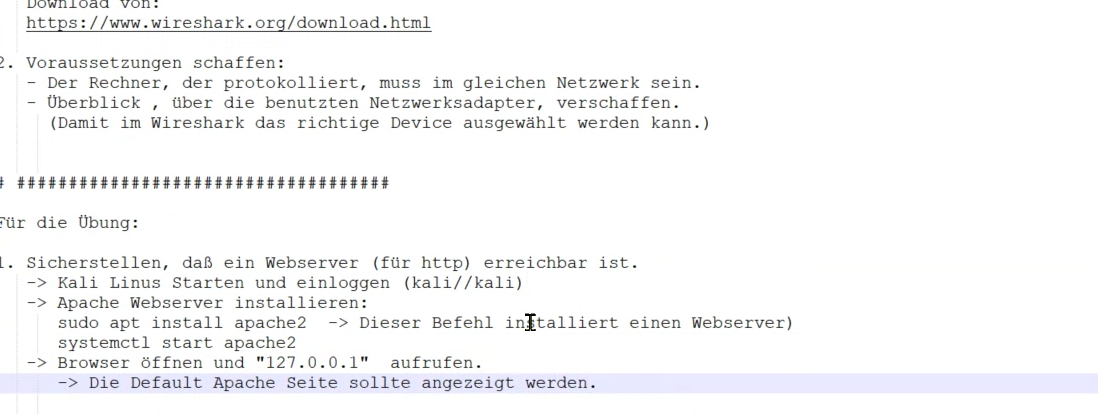 Download von:
https://www.wireshark.org/download.html
2. Voraussetzungen schaffen:
- Der Rechner, der protokolliert, muss im gleichen Netzwerk sein.
- Überblick , über die benutzten Netzwerksadapter, verschaffen.
(Damit im Wireshark das richtige Device ausgewählt werden kann.)
# ####################################
Für die Übung:
1. Sicherstellen, daß ein Webserver (für http) erreichbar ist.
-> Kali Linus Starten und einloggen (kali//kali)
-> Apache Webserver installieren:
sudo apt install apache2  -> Dieser Befehl installiert einen Webserver)
systemctl start apache2
-> Browser öffnen und "127.0.0.1"  aufrufen.
-> Die Default Apache Seite sollte angezeigt werden.